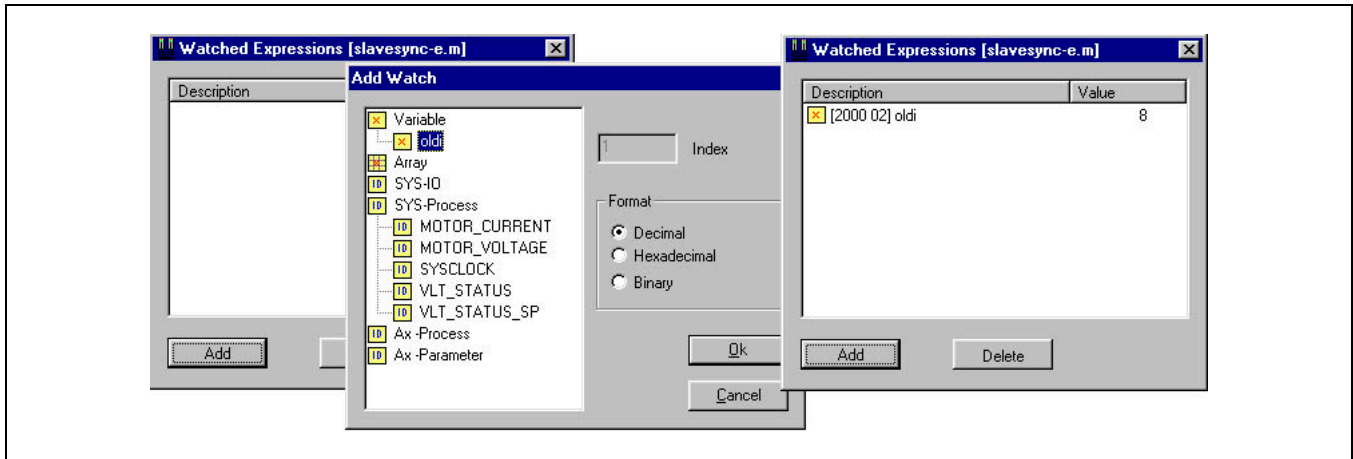 Watched Expressions [slavesync-e.m]
Description
Add
Add Watch
Variable
oldi
Array
SYS-IO
SYS-Process
MOTOR_CURRENT
MOTOR_VOLTAGE
SYSCLOCK
VLT_STATUS
VLT_STATUS_SP
Ax -Process
Ax -Parameter
1 Index
Format
Decimal
Hexadecimal
Binary
Ok
Cancel
Watched Expressions [slavesync-e.m]
Description Value
[2000 02] oldi 8
Add Delete